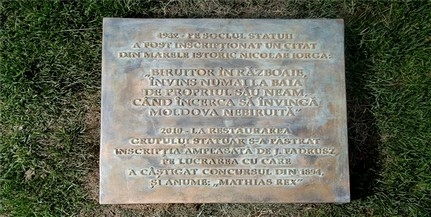 1932 - PE SOCLUL STATUII
A FOST INSCRIPȚIONAT UN CITAT
DIN MARELE ISTORIC NICOLAE IORGA:
„BIRUITOR ÎN RĂZBOAIE,
ÎNVINS NUMAI LA BAIA
DE PROPRIUL SĂU NEAM,
CÂND ÎNCERCA SĂ ÎNVINGĂ
MOLDOVA NEBIRUITĂ"
2010 - LA RESTAURAREA
GRUPULUI STATUAR S-A PĂSTRAT
INSCRIPȚIA AMPLASATĂ DE J. FADRUSZ
PE LUCRAREA CU CARE
A CÂȘTIGAT CONCURSUL DIN 1894,
ȘI ANUME: „MATHIAS REX"